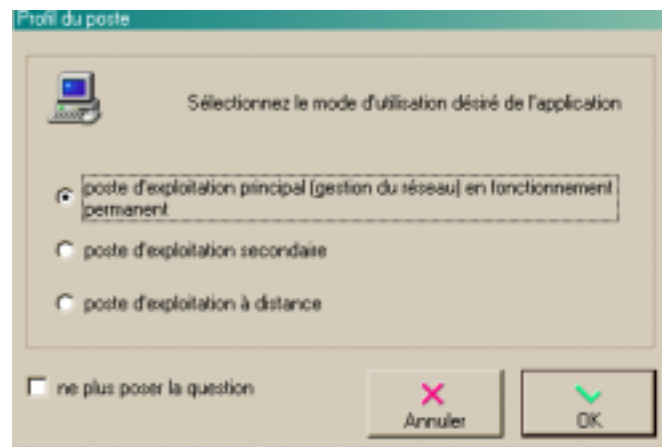 Profil du poste
Sélectionnez le mode d'utilisation désiré de l'application
poste d'exploitation principal (gestion du réseau) en fonctionnement
permanent
poste d'exploitation secondaire
poste d'exploitation à distance
ne plus poser la question
Annuler
OK